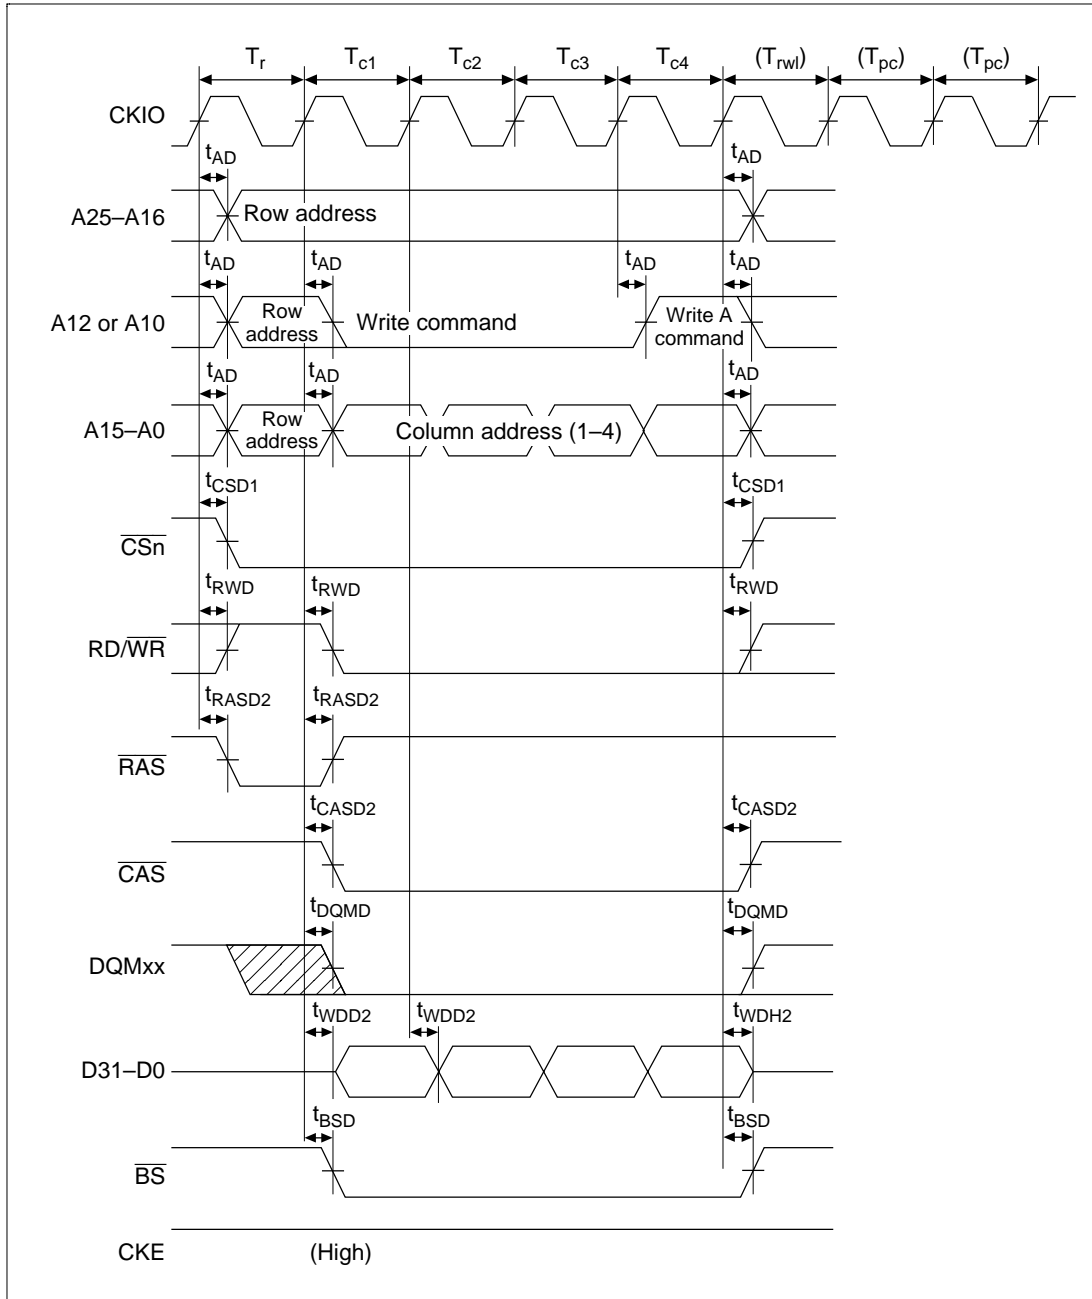 Tr Tc1 Tc2 Tc3 Tc4 (Trwl) (Tpc) (Tpc)
CKIO
tAD tAD
A25–A16 Row address
tAD tAD tAD tAD
A12 or A10 Row address Write command Write A command
tAD tAD tAD
A15–A0 Row address Column address (1–4)
tCSD1 tCSD1
CSn
tRWD tRWD tRWD
RD/WR
tRASD2 tRASD2
RAS
tCASD2 tCASD2
CAS
tDQMD tDQMD
DQMxx
tWDD2 tWDD2 tWDH2
D31–D0
tBSD tBSD
BS
CKE (High)